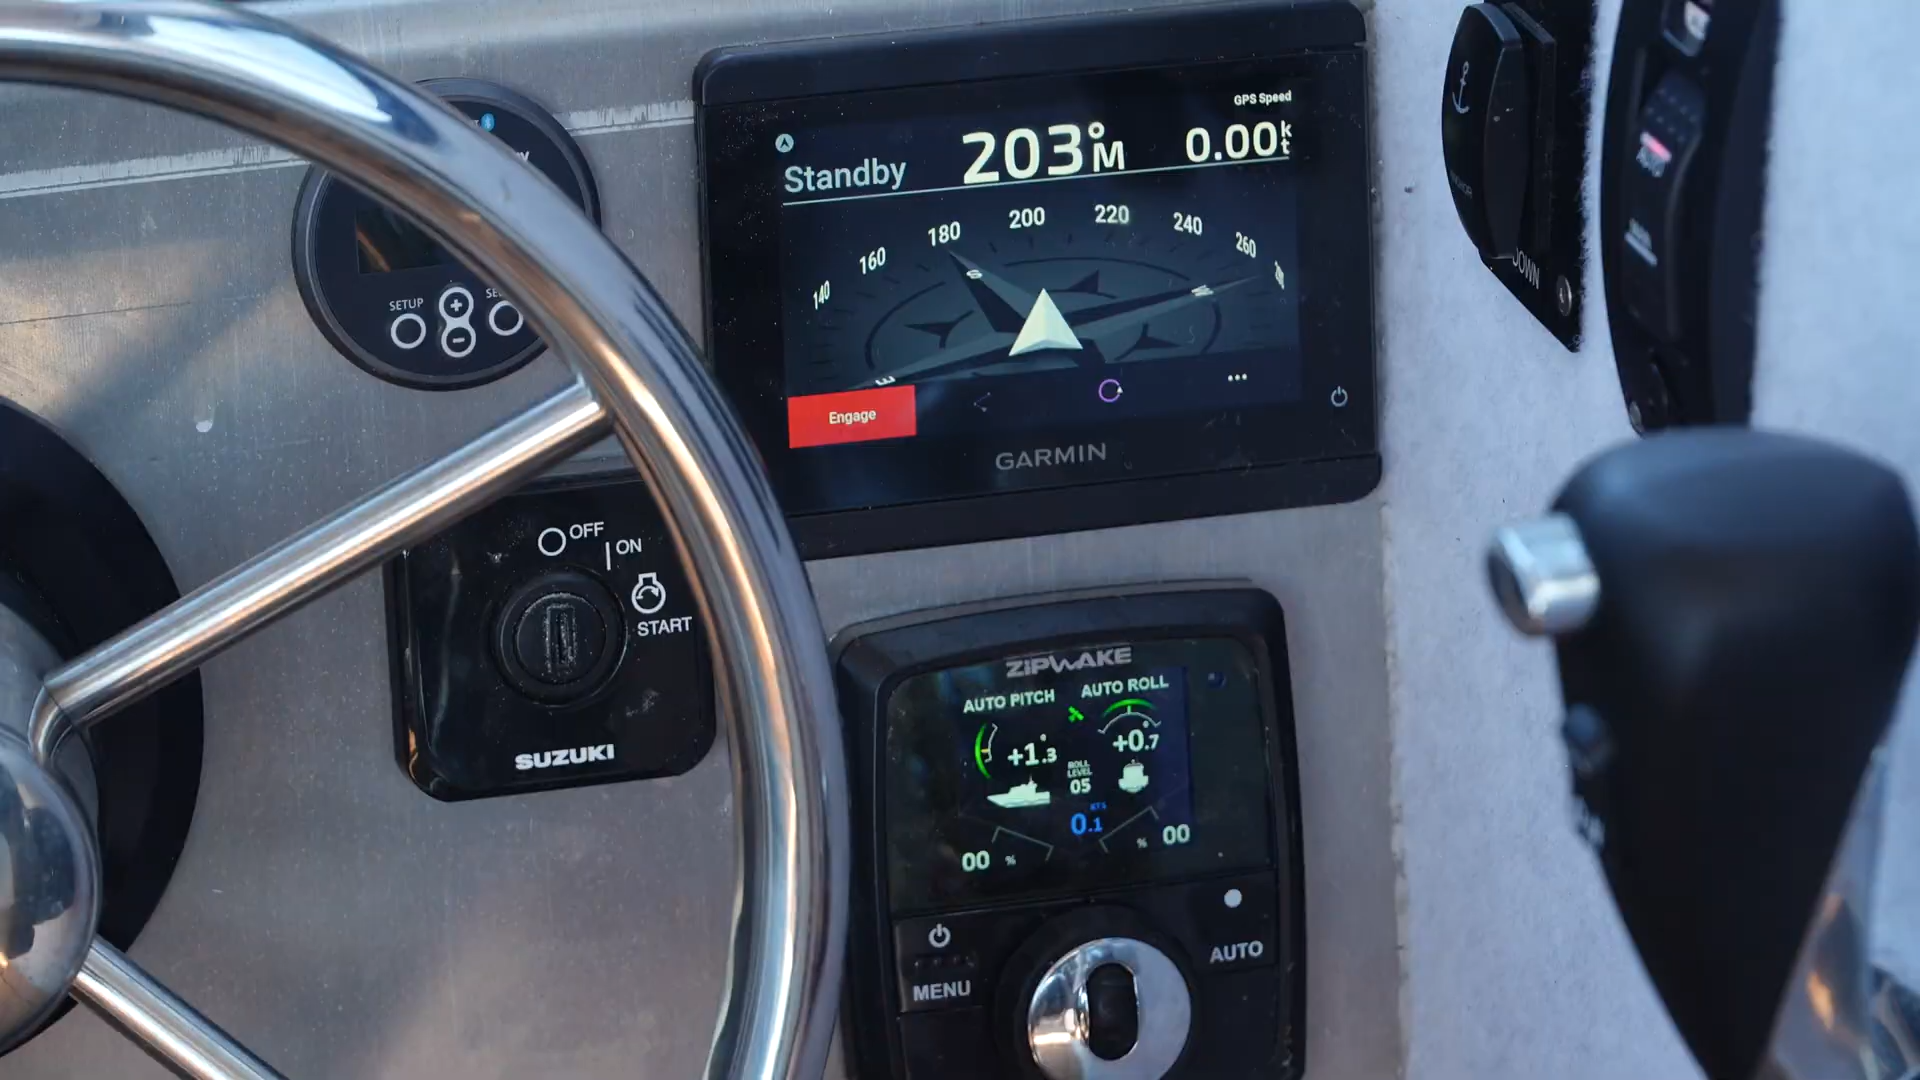 GPS Speed
Standby
203°M
0.00kt
140
160
180
200
220
240
260
S
W
E
Engage
GARMIN
SETUP
+
-
OFF
ON
START
SUZUKI
DOWN
ZIPWAKE
AUTO PITCH
AUTO ROLL
+1.3°
+0.7°
ROLL
LEVEL
05
KTS
0.1
00 %
% 00
MENU
AUTO